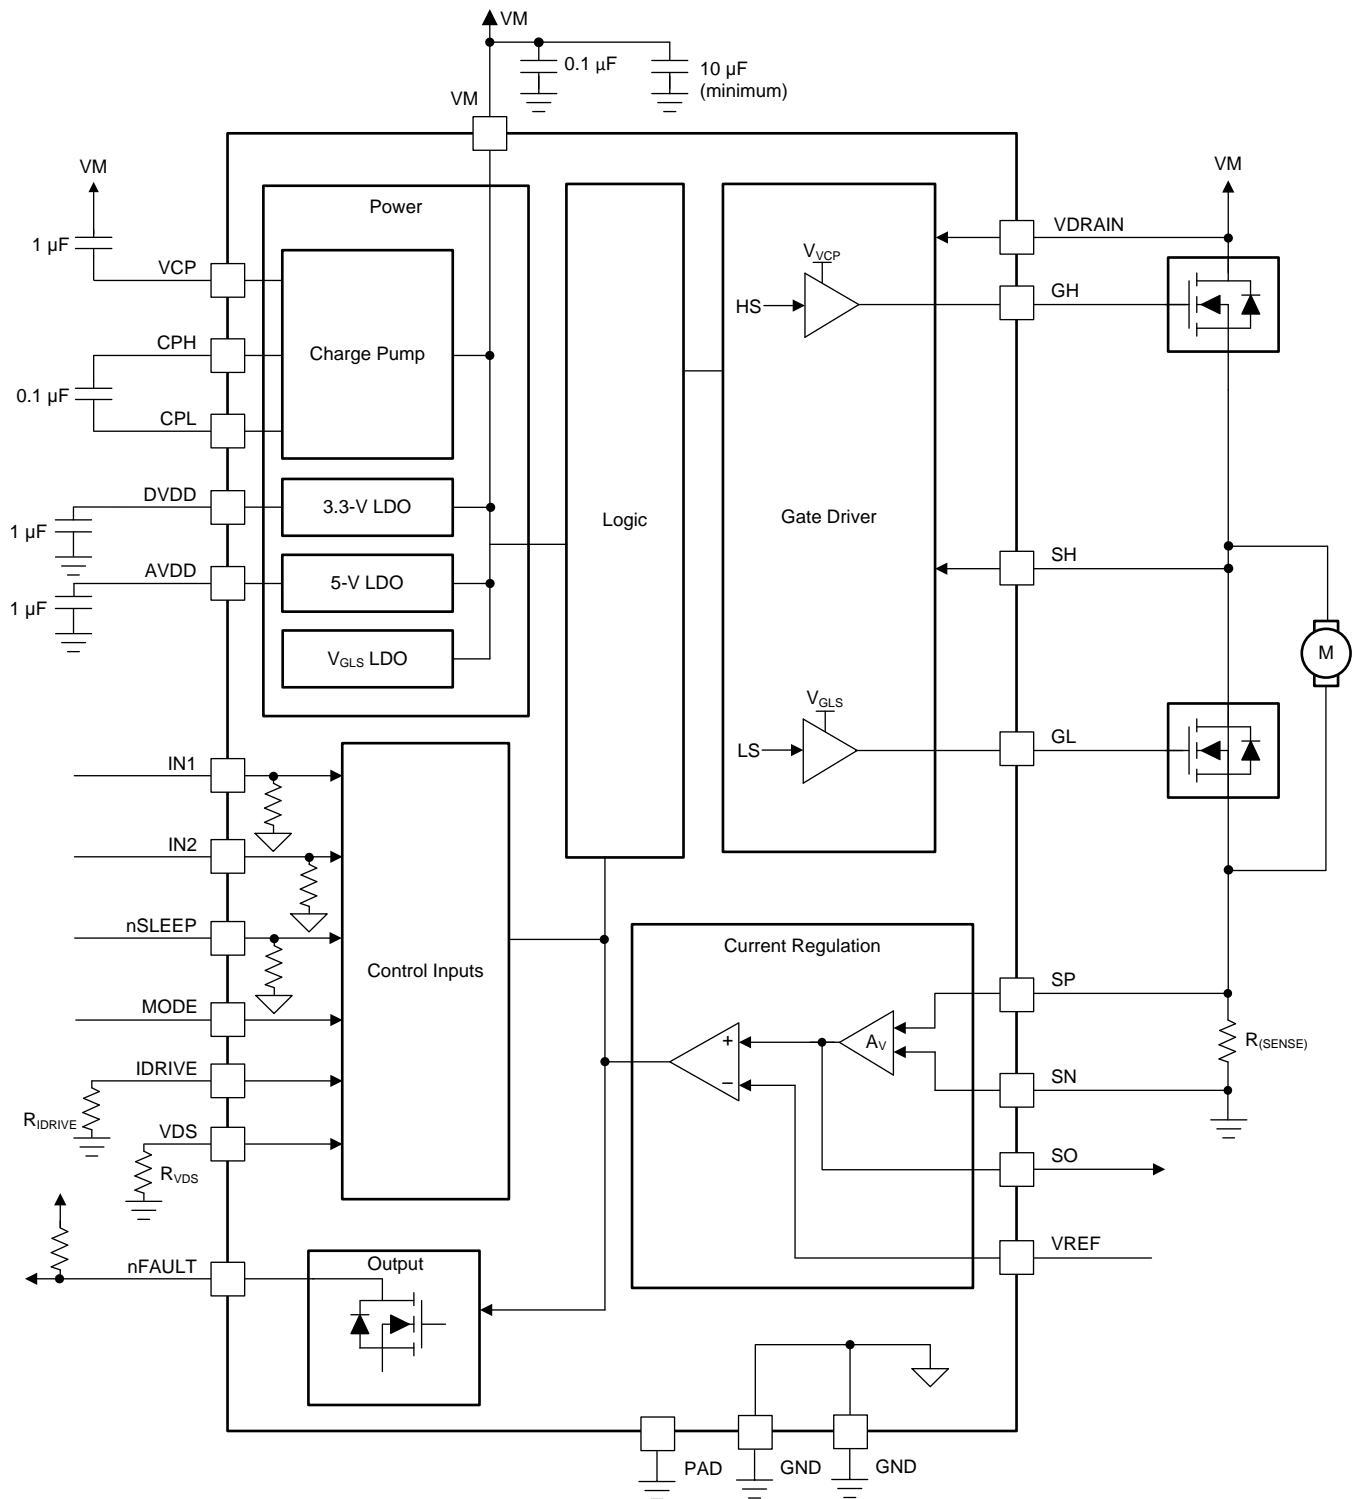 VM
0.1 µF
10 µF
(minimum)
VM
VM
1 µF
VCP
CPH
0.1 µF
CPL
DVDD
1 µF
AVDD
1 µF
Power
Charge Pump
3.3-V LDO
5-V LDO
VGLS LDO
Logic
Gate Driver
VVCP
HS
VGLS
LS
VM
VDRAIN
GH
SH
M
GL
IN1
IN2
nSLEEP
MODE
IDRIVE
RIDRIVE
VDS
RVDS
nFAULT
Control Inputs
Output
Current Regulation
+
−
AV
SP
R(SENSE)
SN
SO
VREF
PAD
GND
GND